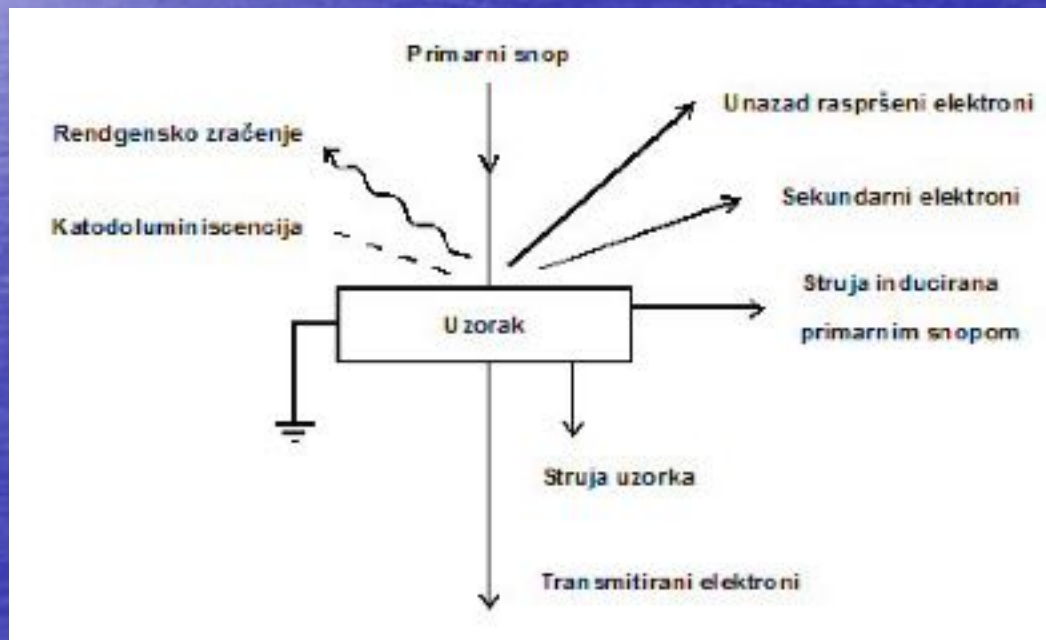 Primarni snop
Unazad raspršeni elektroni
Rendgensko zračenje
Sekundarni elektroni
Katodoluminiscencija
Struja inducirana
primarnim snopom
Uzorak
Struja uzorka
Transmitirani elektroni